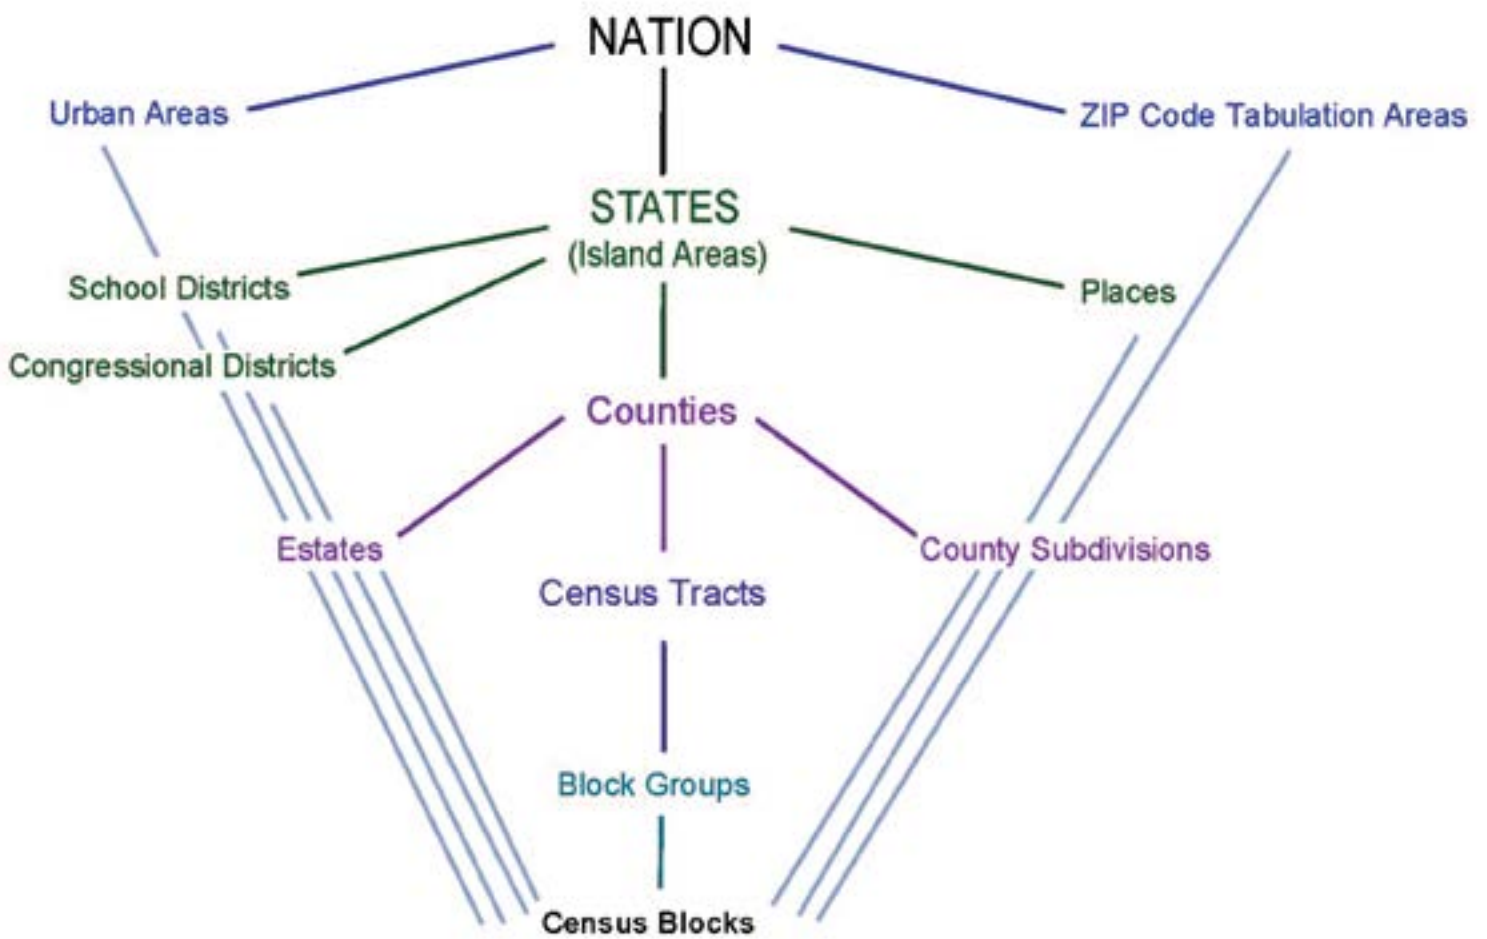 NATION
Urban Areas
ZIP Code Tabulation Areas
STATES
(Island Areas)
School Districts
Places
Congressional Districts
Counties
Estates
County Subdivisions
Census Tracts
Block Groups
Census Blocks